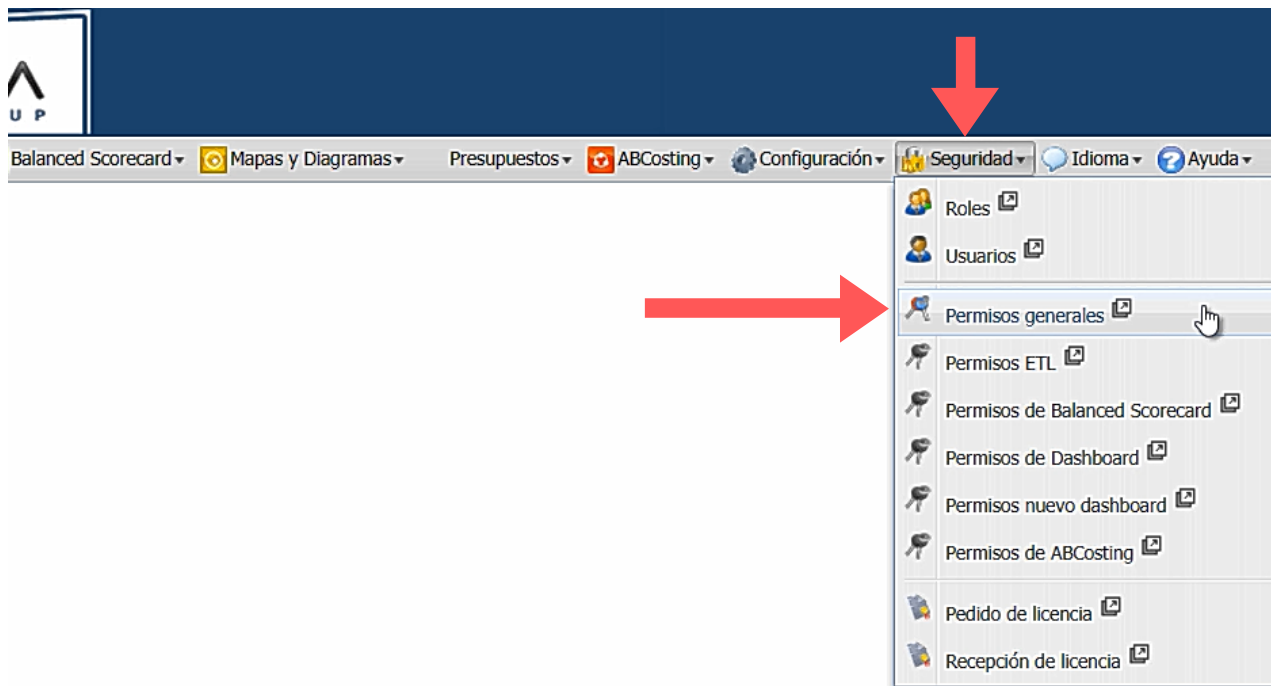 UP
Balanced Scorecard Mapas y Diagramas Presupuestos ABCosting Configuración Seguridad Idioma Ayuda
Roles
Usuarios
Permisos generales
Permisos ETL
Permisos de Balanced Scorecard
Permisos de Dashboard
Permisos nuevo dashboard
Permisos de ABCosting
Pedido de licencia
Recepción de licencia